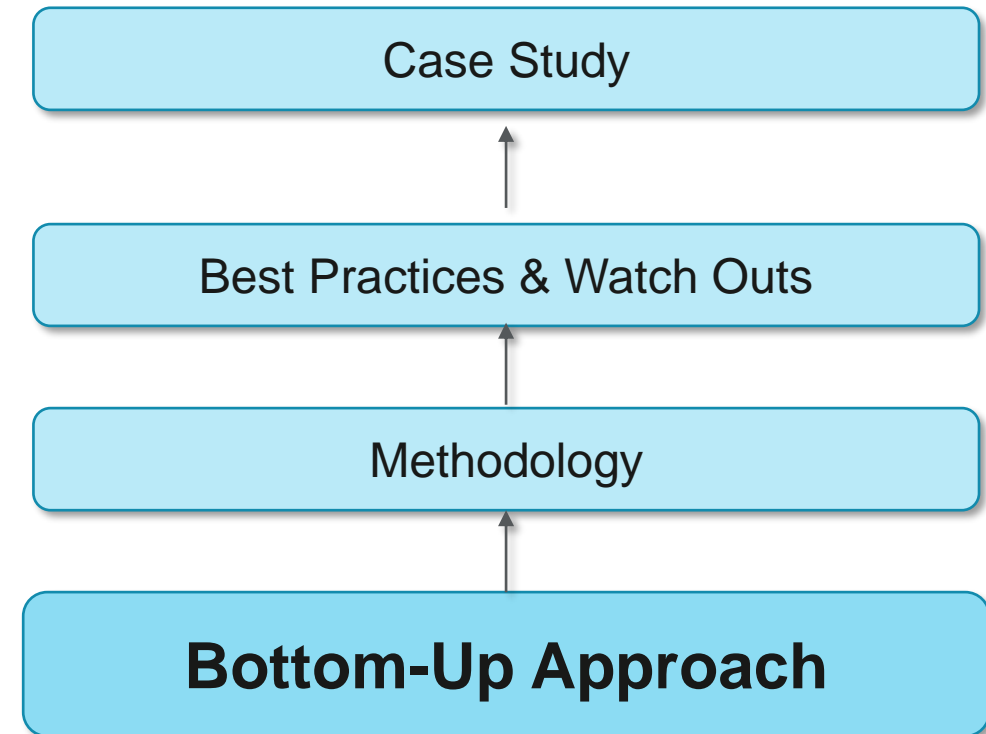 Case Study
Best Practices & Watch Outs
Methodology
Bottom-Up Approach